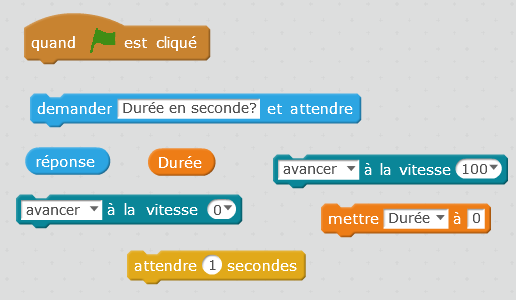 quand est cliqué
demander Durée en seconde? et attendre
réponse
Durée
avancer à la vitesse 100
avancer à la vitesse 0
mettre Durée à 0
attendre 1 secondes